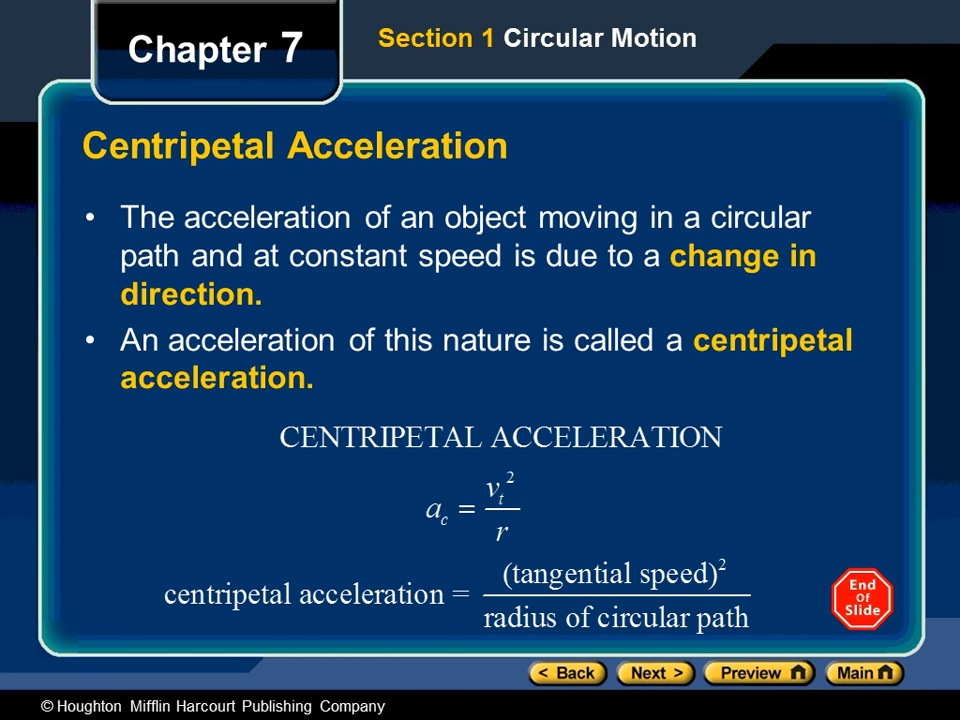 Chapter 7
Section 1 Circular Motion
Centripetal Acceleration
• The acceleration of an object moving in a circular
path and at constant speed is due to a change in
direction.
• An acceleration of this nature is called a centripetal
acceleration.
CENTRIPETAL ACCELERATION
a_c = v_t² / r
centripetal acceleration = (tangential speed)² / radius of circular path
End
Of
Slide
< Back
Next >
Preview
Main
© Houghton Mifflin Harcourt Publishing Company